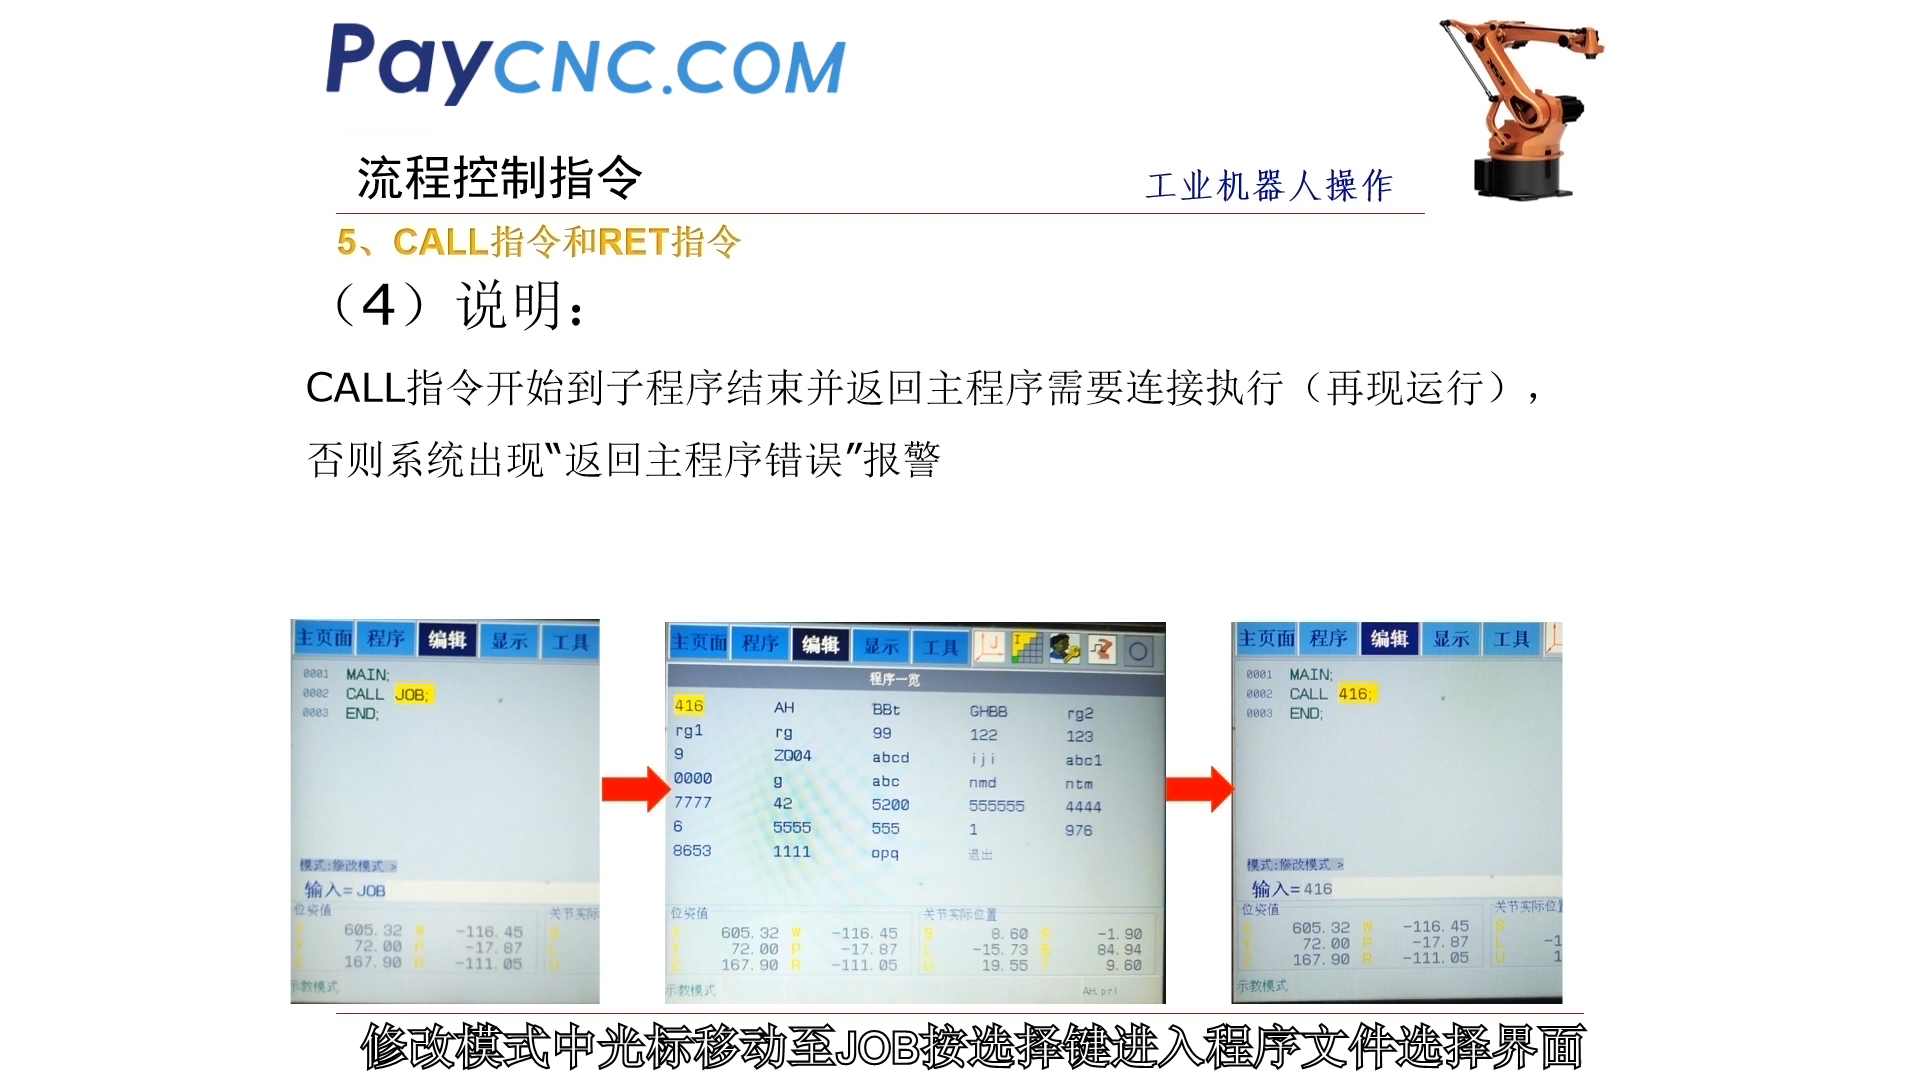 PayCNC.COM
流程控制指令
工业机器人操作
5、CALL指令和RET指令
（4）说明：
CALL指令开始到子程序结束并返回主程序需要连接执行（再现运行），
否则系统出现“返回主程序错误”报警
主页面 程序 编辑 显示 工具
0001 MAIN;
0002 CALL JOB;
0003 END;
模式:修改模式 >
输入= JOB
位姿值 关节实际
X 605.32 W -116.45 S
Y 72.00 P -17.87 L
Z 167.90 R -111.05 U
示教模式
主页面 程序 编辑 显示 工具
程序一览
416 AH BBt GHBB rg2
rg1 rg 99 122 123
9 ZQ04 abcd iji abc1
0000 g abc nmd ntm
7777 42 5200 555555 4444
6 5555 555 1 976
8653 1111 opq 退出
位姿值 关节实际位置
X 605.32 W -116.45 S 8.60 R -1.90
Y 72.00 P -17.87 L -15.73 B 84.94
Z 167.90 R -111.05 U 19.55 T 9.60
示教模式 AH.prl
主页面 程序 编辑 显示 工具
0001 MAIN;
0002 CALL 416;
0003 END;
模式:修改模式 >
输入= 416
位姿值 关节实际位
X 605.32 W -116.45 S
Y 72.00 P -17.87 L -1
Z 167.90 R -111.05 U 1
示教模式
修改模式中光标移动至JOB按选择键进入程序文件选择界面